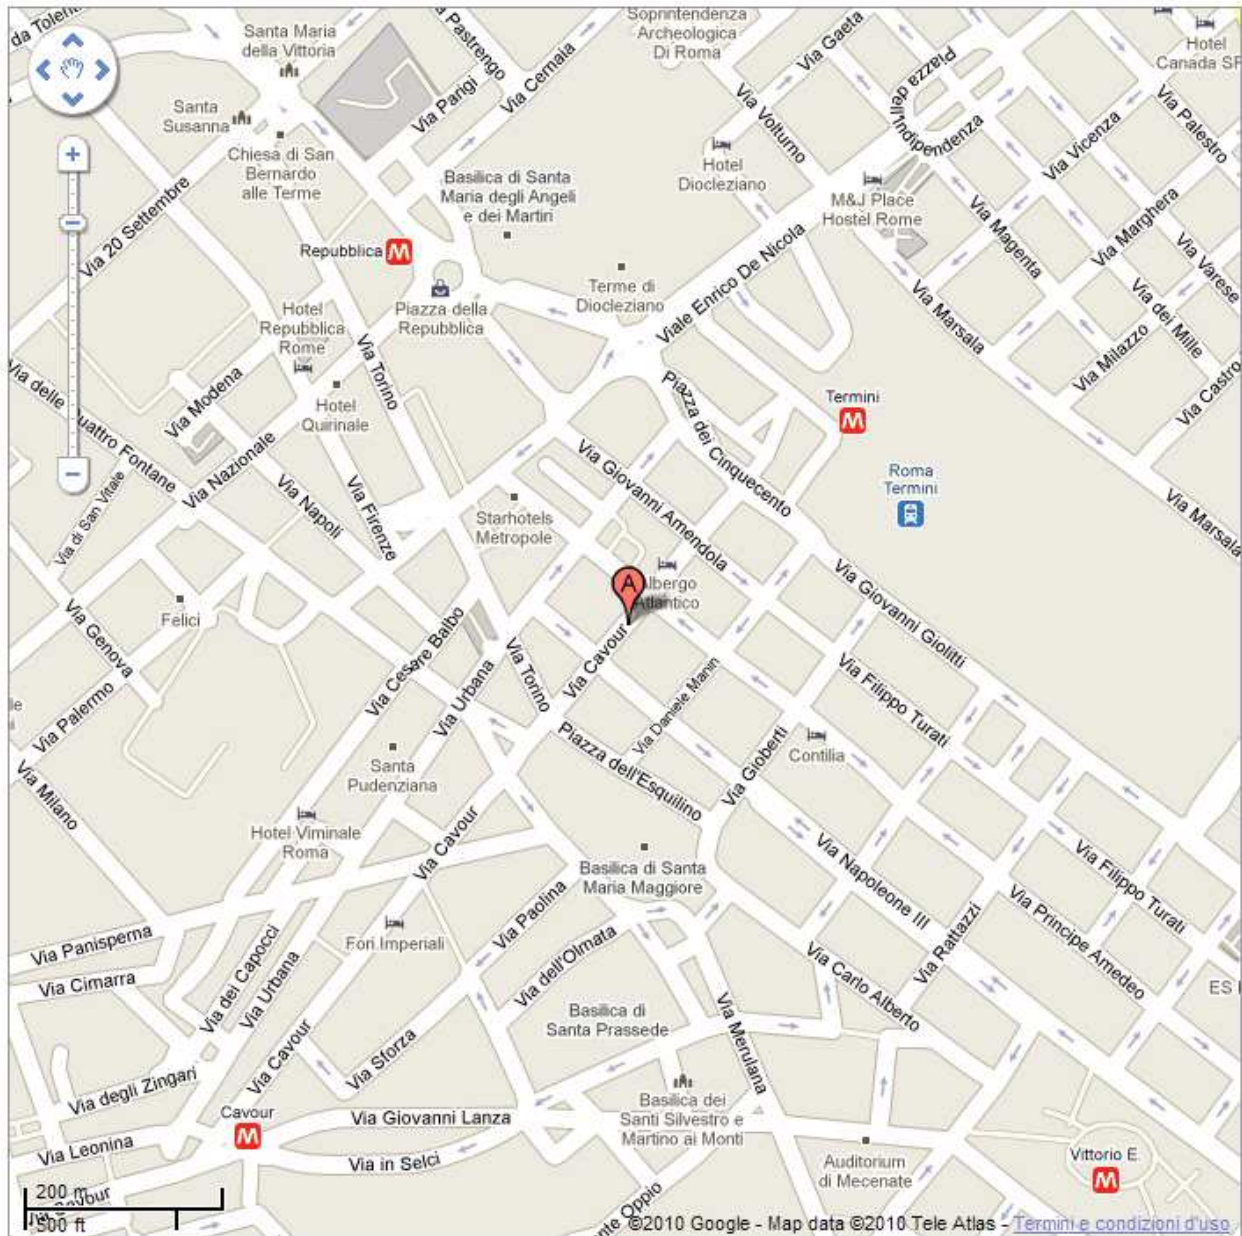 da Tolent
Santa Maria
della Vittoria
Via Pastrengo
Via Cernaia
Soprintendenza
Archeologica
Di Roma
Via Gaeta
Piazza dell'Indipendenza
Hotel
Canada
Santa
Susanna
Via Parigi
Via Volturno
Via Vicenza
Via Palestro
Chiesa di San
Bernardo
alle Terme
Basilica di Santa
Maria degli Angeli
e dei Martiri
Hotel
Diocleziano
M&J Place
Hostel Rome
Via 20 Settembre
Via Magenta
Via Marghera
Via Varese
Repubblica
M
Terme di
Diocleziano
Viale Enrico De Nicola
Via Marsala
Via dei Mille
Hotel
Repubblica
Rome
Piazza della
Repubblica
Via Milazzo
Via Castro
Via Torino
Via delle Quattro Fontane
Via Modena
Hotel
Quirinale
Piazza dei Cinquecento
Termini
M
Via Nazionale
Via Giovanni Amendola
Roma
Termini
Via di San Vitale
Via Napoli
Via Firenze
Starhotels
Metropole
Via Marsala
A
Albergo
Atlantico
Via Giovanni Giolitti
Felici
Via Genova
Via Cesare Balbo
Via Torino
Via Cavour
Via Filippo Turati
Via Palermo
Via Urbana
Via Daniele Manin
Piazza dell'Esquilino
Via Gioberti
Contilia
Via Milano
Santa
Pudenziana
Hotel Viminale
Roma
Via Cavour
Basilica di Santa
Maria Maggiore
Via Napoleone III
Via Filippo Turati
Via Panisperna
Fori Imperiali
Via Paolina
Via Principe Amedeo
Via Rattazzi
Via Cimarra
Via dei Capocci
Via Urbana
Via dell'Olmata
Via Carlo Alberto
ES
Basilica di
Santa Prassede
Via Merulana
Via Cavour
Via Sforza
Via degli Zingari
Basilica dei
Santi Silvestro e
Martino ai Monti
Cavour
M
Via Giovanni Lanza
Via Leonina
Via in Selci
Auditorium
di Mecenate
Vittorio E
M
200 m
500 ft
Via Cavour
nte Oppio
©2010 Google - Map data ©2010 Tele Atlas - Termini e condizioni d'uso